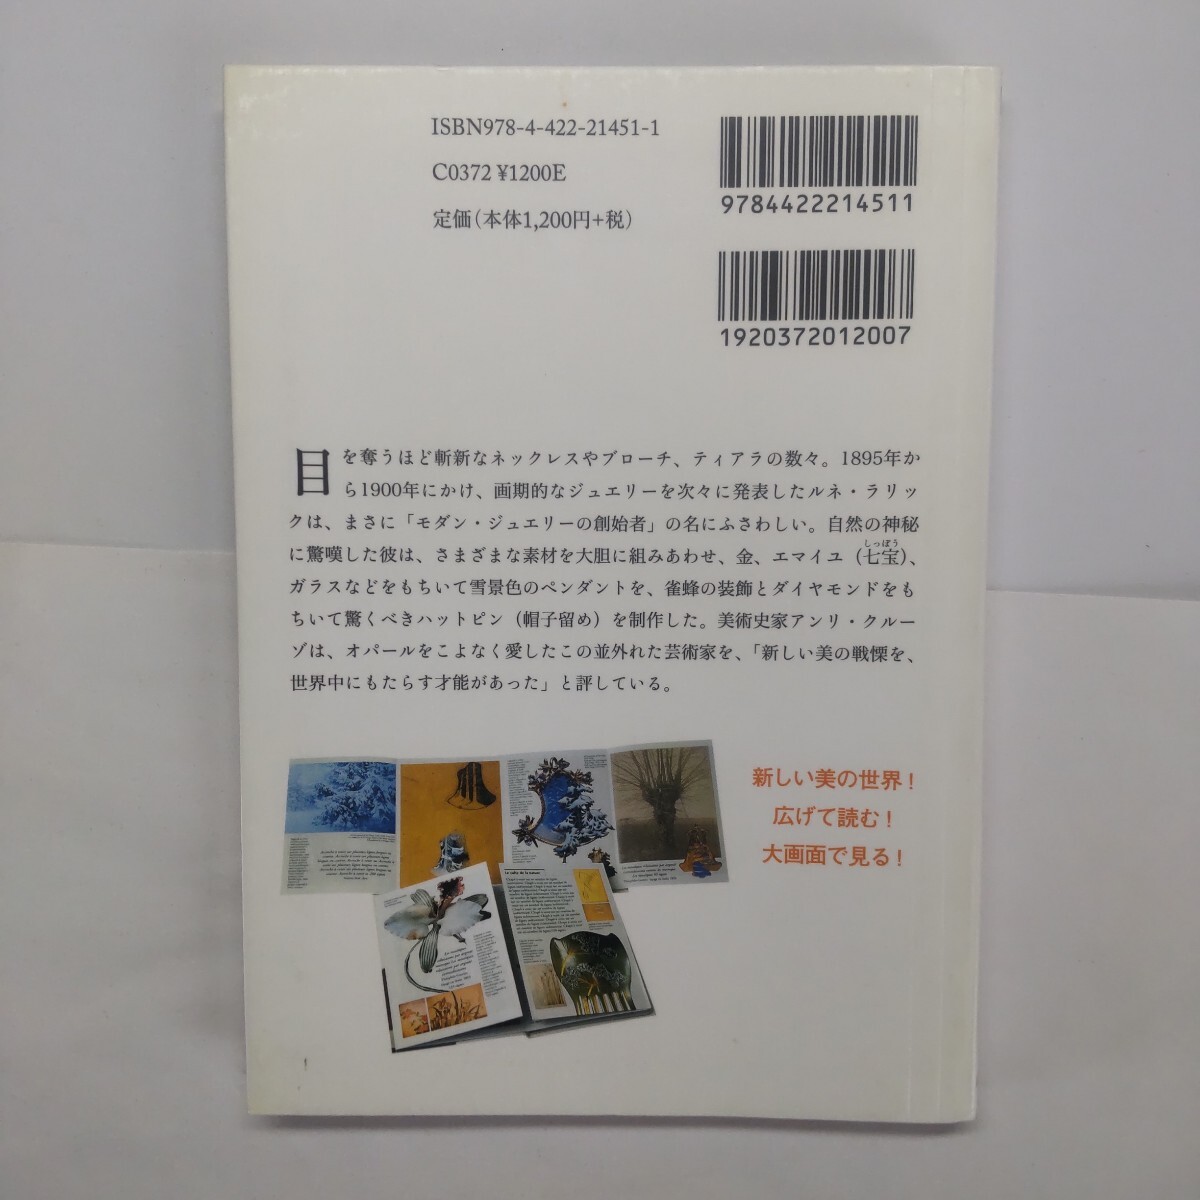 ISBN978-4-422-21451-1
C0372 ¥1200E
定価(本体1,200円+税)
9784422214511
1920372012007
目を奪うほど斬新なネックレスやブローチ、ティアラの数々。1895年か
ら1900年にかけ、画期的なジュエリーを次々に発表したルネ・ラリッ
クは、まさに「モダン・ジュエリーの創始者」の名にふさわしい。自然の神秘
に驚嘆した彼は、さまざまな素材を大胆に組みあわせ、金、エマイユ(七宝)、
しっぽう
ガラスなどをもちいて雪景色のペンダントを、雀蜂の装飾とダイヤモンドをも
ちいて驚くべきハットピン(帽子留め)を制作した。美術史家アンリ・クルー
ゾは、オパールをこよなく愛したこの並外れた芸術家を、「新しい美の戦慄を、
世界中にもたらす才能があった」と評している。
新しい美の世界!
広げて読む!
大画面で見る!